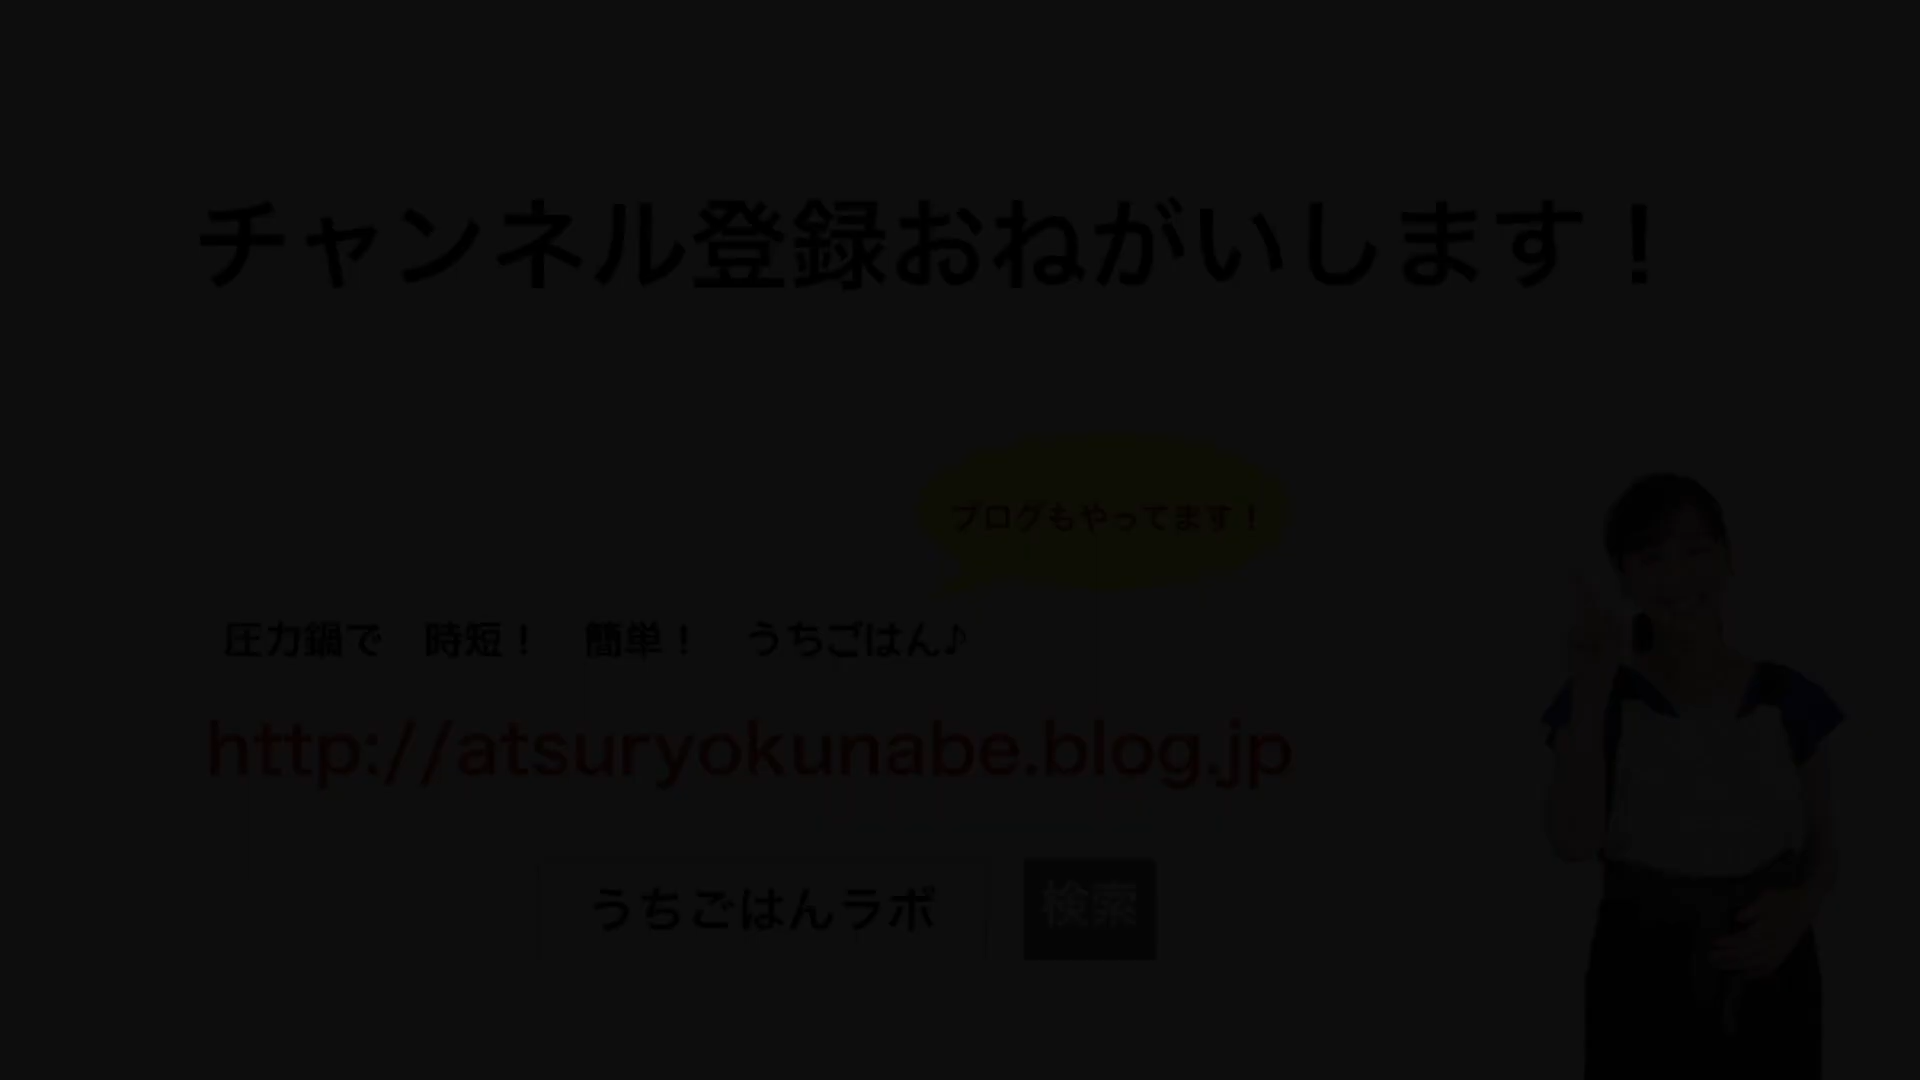 チャンネル登録おねがいします！
ブログもやってます！
圧力鍋で　時短！　簡単！　うちごはん♪
http://atsuryokunabe.blog.jp
うちごはんラボ　検索